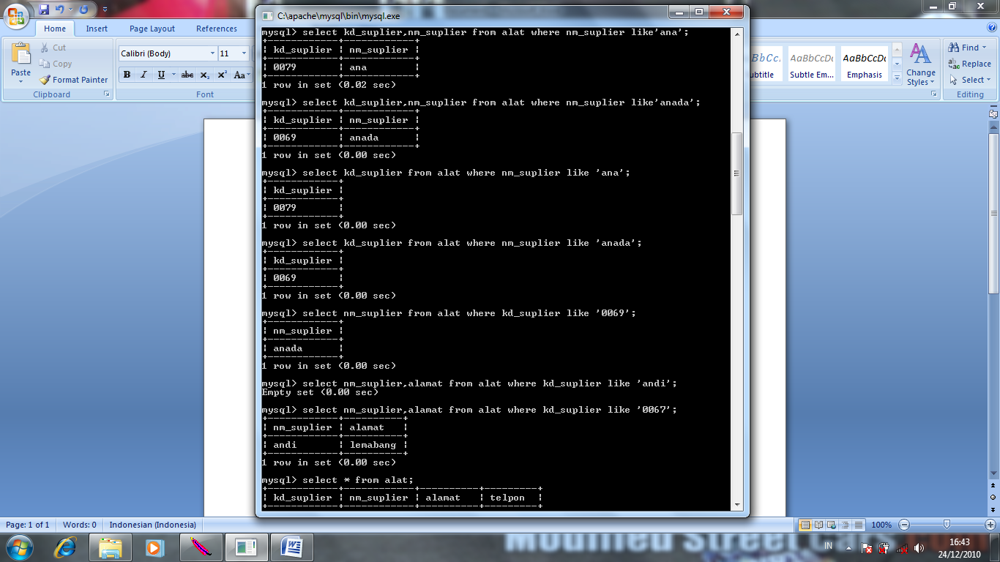 C:\apache\mysql\bin\mysql.exe
Home Insert Page Layout References
Paste
Cut
Copy
Format Painter
Clipboard
Calibri (Body) 11
B I U abc x₂ x² Aa
Font
Subtle Em...
Emphasis
Change Styles
Find
Replace
Select
Editing
mysql> select kd_suplier,nm_suplier from alat where nm_suplier like'ana';
+------------+------------+
| kd_suplier | nm_suplier |
+------------+------------+
| 0079       | ana        |
+------------+------------+
1 row in set (0.02 sec)
mysql> select kd_suplier,nm_suplier from alat where nm_suplier like'anada';
+------------+------------+
| kd_suplier | nm_suplier |
+------------+------------+
| 0069       | anada      |
+------------+------------+
1 row in set (0.00 sec)
mysql> select kd_suplier from alat where nm_suplier like 'ana';
+------------+
| kd_suplier |
+------------+
| 0079       |
+------------+
1 row in set (0.00 sec)
mysql> select kd_suplier from alat where nm_suplier like 'anada';
+------------+
| kd_suplier |
+------------+
| 0069       |
+------------+
1 row in set (0.00 sec)
mysql> select nm_suplier from alat where kd_suplier like '0069';
+------------+
| nm_suplier |
+------------+
| anada      |
+------------+
1 row in set (0.00 sec)
mysql> select nm_suplier,alamat from alat where kd_suplier like 'andi';
Empty set (0.00 sec)
mysql> select nm_suplier,alamat from alat where kd_suplier like '0067';
+------------+----------+
| nm_suplier | alamat   |
+------------+----------+
| andi       | lemabang |
+------------+----------+
1 row in set (0.00 sec)
mysql> select * from alat;
+------------+------------+----------+--------+
| kd_suplier | nm_suplier | alamat   | telpon |
+------------+------------+----------+--------+
Page: 1 of 1 Words: 0 Indonesian (Indonesia) 100%
IN 16:43
24/12/2010